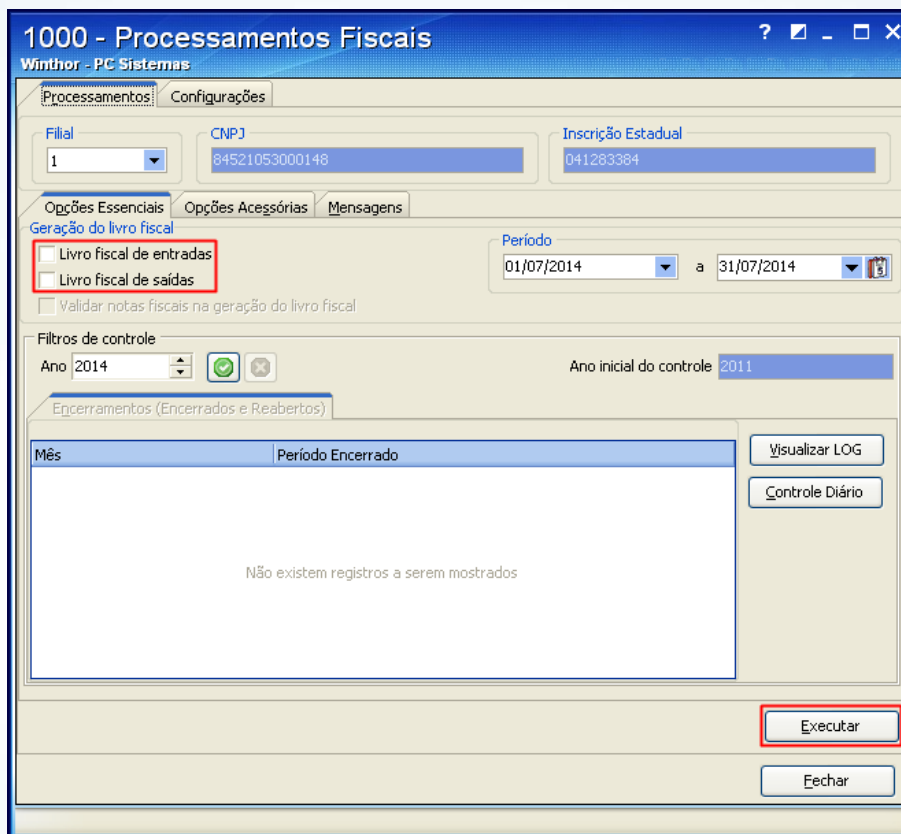 1000 - Processamentos Fiscais
Winthor - PC Sistemas
Processamentos Configurações
Filial CNPJ Inscrição Estadual
1 84521053000148 041283384
Opções Essenciais Opções Acessórias Mensagens
Geração do livro fiscal
Livro fiscal de entradas
Livro fiscal de saídas
Validar notas fiscais na geração do livro fiscal
Período
01/07/2014 a 31/07/2014
Filtros de controle
Ano 2014 Ano inicial do controle 2011
Encerramentos (Encerrados e Reabertos)
Mês Período Encerrado
Não existem registros a serem mostrados
Visualizar LOG
Controle Diário
Executar
Fechar